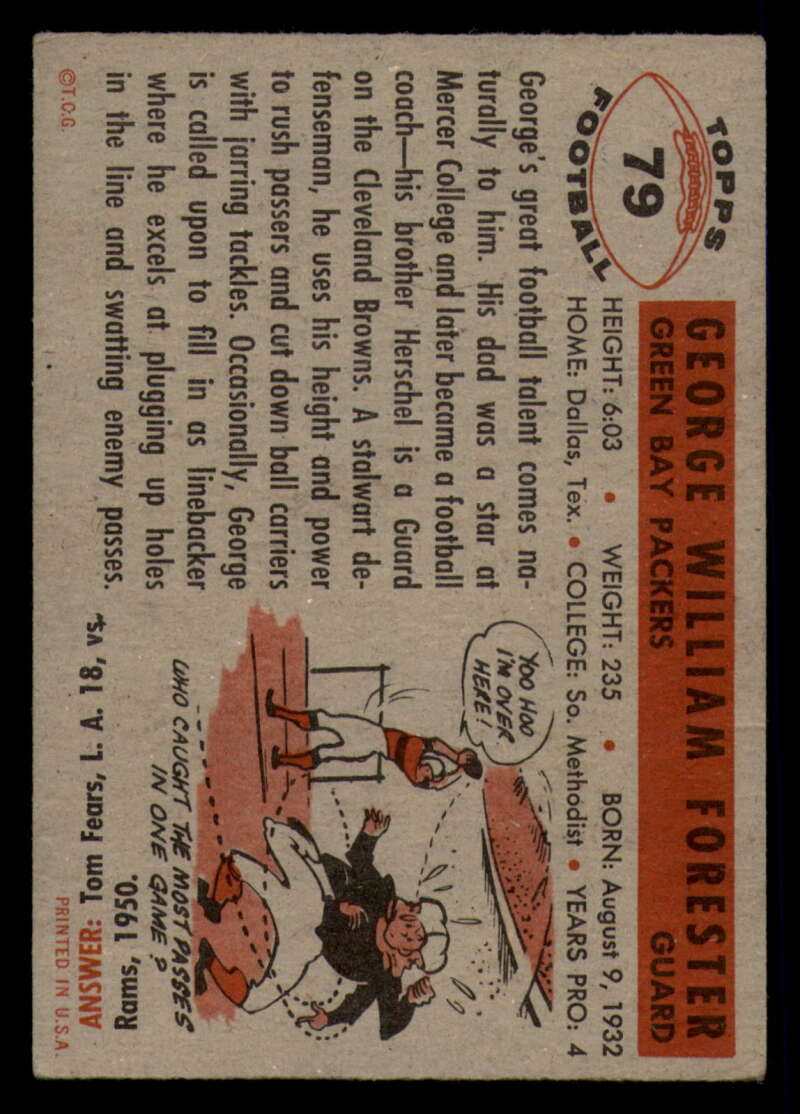 TOPPS
79
FOOTBALL
GEORGE WILLIAM FORESTER
GREEN BAY PACKERS GUARD
HEIGHT: 6:03 • WEIGHT: 235 • BORN: August 9, 1932
HOME: Dallas, Tex. • COLLEGE: So. Methodist • YEARS PRO: 4
George's great football talent comes na-
turally to him. His dad was a star at
Mercer College and later became a football
coach—his brother Herschel is a Guard
on the Cleveland Browns. A stalwart de-
fenseman, he uses his height and power
to rush passers and cut down ball carriers
with jarring tackles. Occasionally, George
is called upon to fill in as linebacker
where he excels at plugging up holes
in the line and swatting enemy passes.
©T.C.G.
YOO HOO
I'M OVER
HERE!
WHO CAUGHT THE MOST PASSES
IN ONE GAME?
ANSWER: Tom Fears, L. A. 18, vs.
Rams, 1950.
PRINTED IN U.S.A.